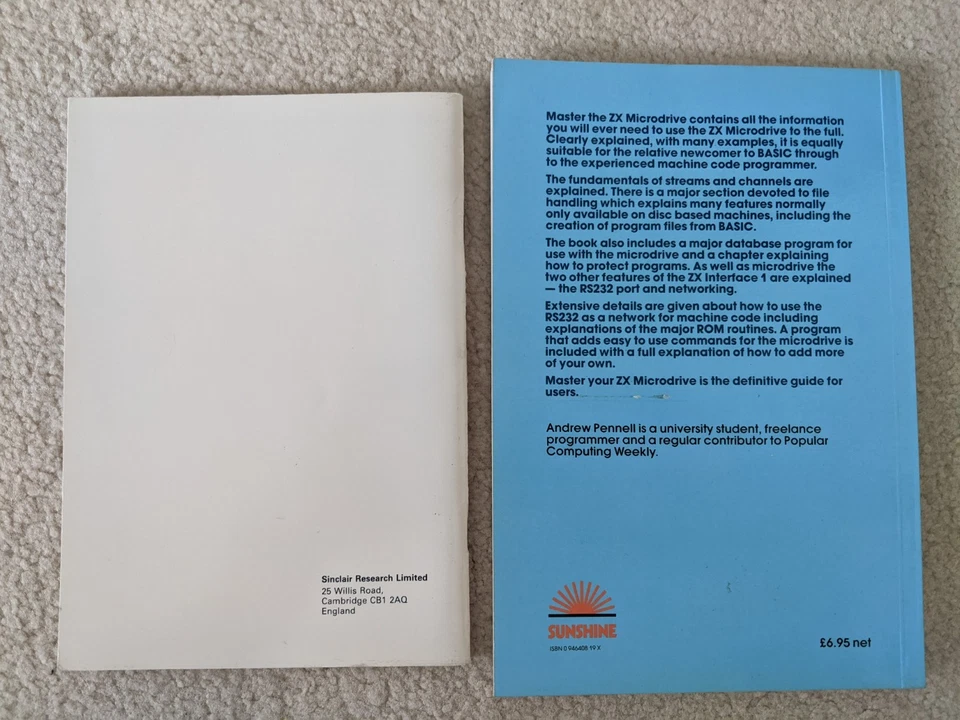 Sinclair Research Limited
25 Willis Road,
Cambridge CB1 2AQ
England
Master the ZX Microdrive contains all the information
you will ever need to use the ZX Microdrive to the full.
Clearly explained, with many examples, it is equally
suitable for the relative newcomer to BASIC through
to the experienced machine code programmer.
The fundamentals of streams and channels are
explained. There is a major section devoted to file
handling which explains many features normally
only available on disc based machines, including the
creation of program files from BASIC.
The book also includes a major database program for
use with the microdrive and a chapter explaining
how to protect programs. As well as microdrive the
two other features of the ZX Interface 1 are explained
— the RS232 port and networking.
Extensive details are given about how to use the
RS232 as a network for machine code including
explanations of the major ROM routines. A program
that adds easy to use commands for the microdrive is
included with a full explanation of how to add more
of your own.
Master your ZX Microdrive is the definitive guide for
users.
Andrew Pennell is a university student, freelance
programmer and a regular contributor to Popular
Computing Weekly.
SUNSHINE
ISBN 0 946408 19 X
£6.95 net